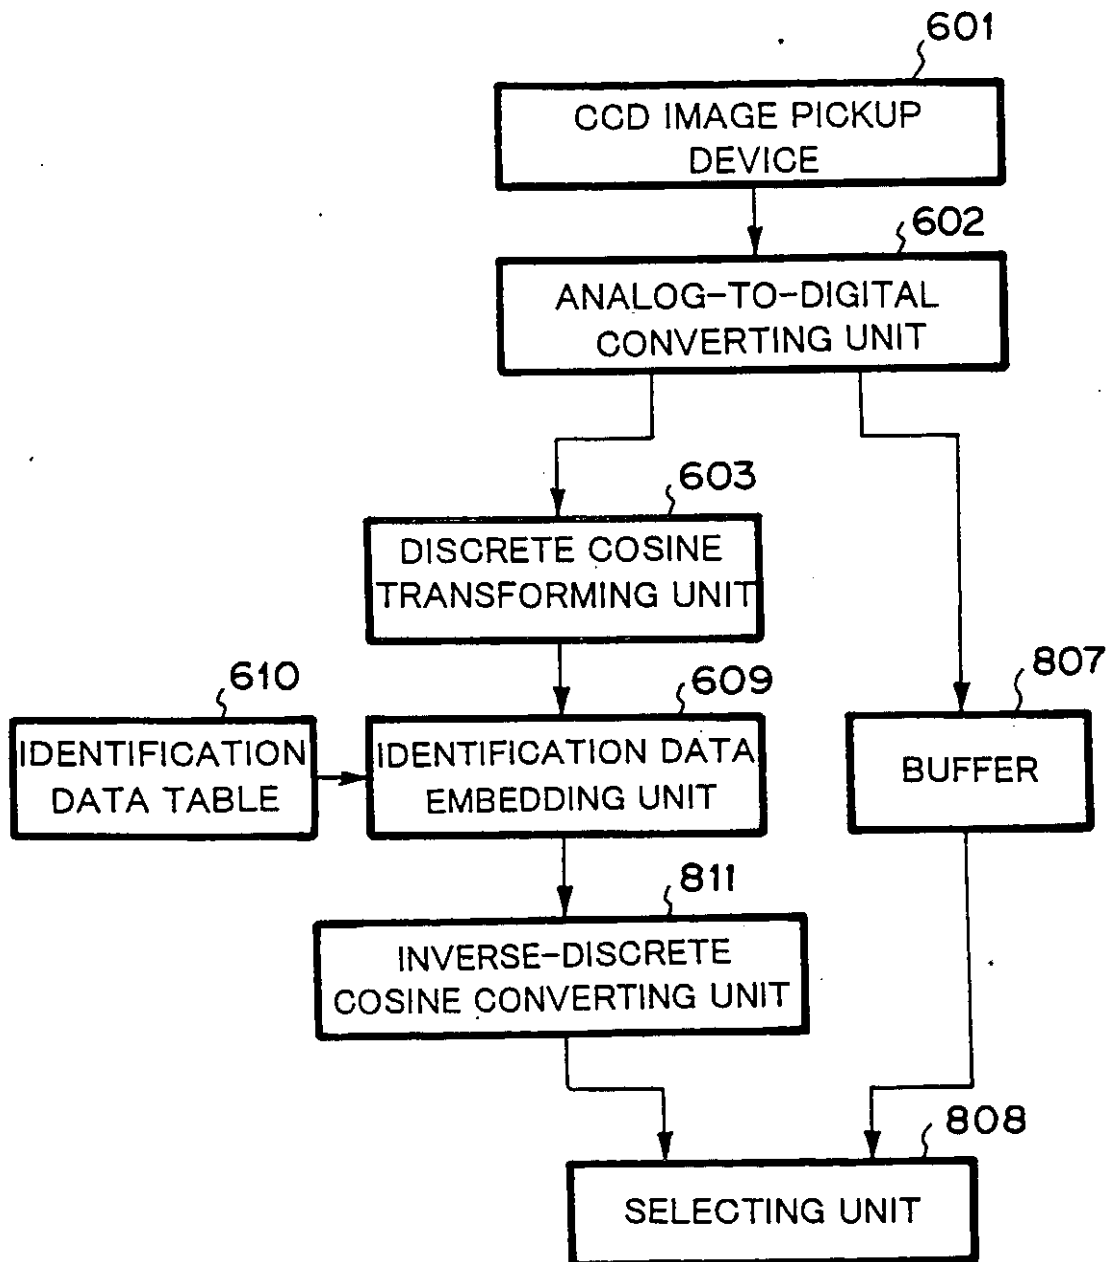 601
CCD IMAGE PICKUP
DEVICE
602
ANALOG-TO-DIGITAL
CONVERTING UNIT
603
DISCRETE COSINE
TRANSFORMING UNIT
610
IDENTIFICATION
DATA TABLE
609
IDENTIFICATION DATA
EMBEDDING UNIT
807
BUFFER
811
INVERSE-DISCRETE
COSINE CONVERTING UNIT
808
SELECTING UNIT